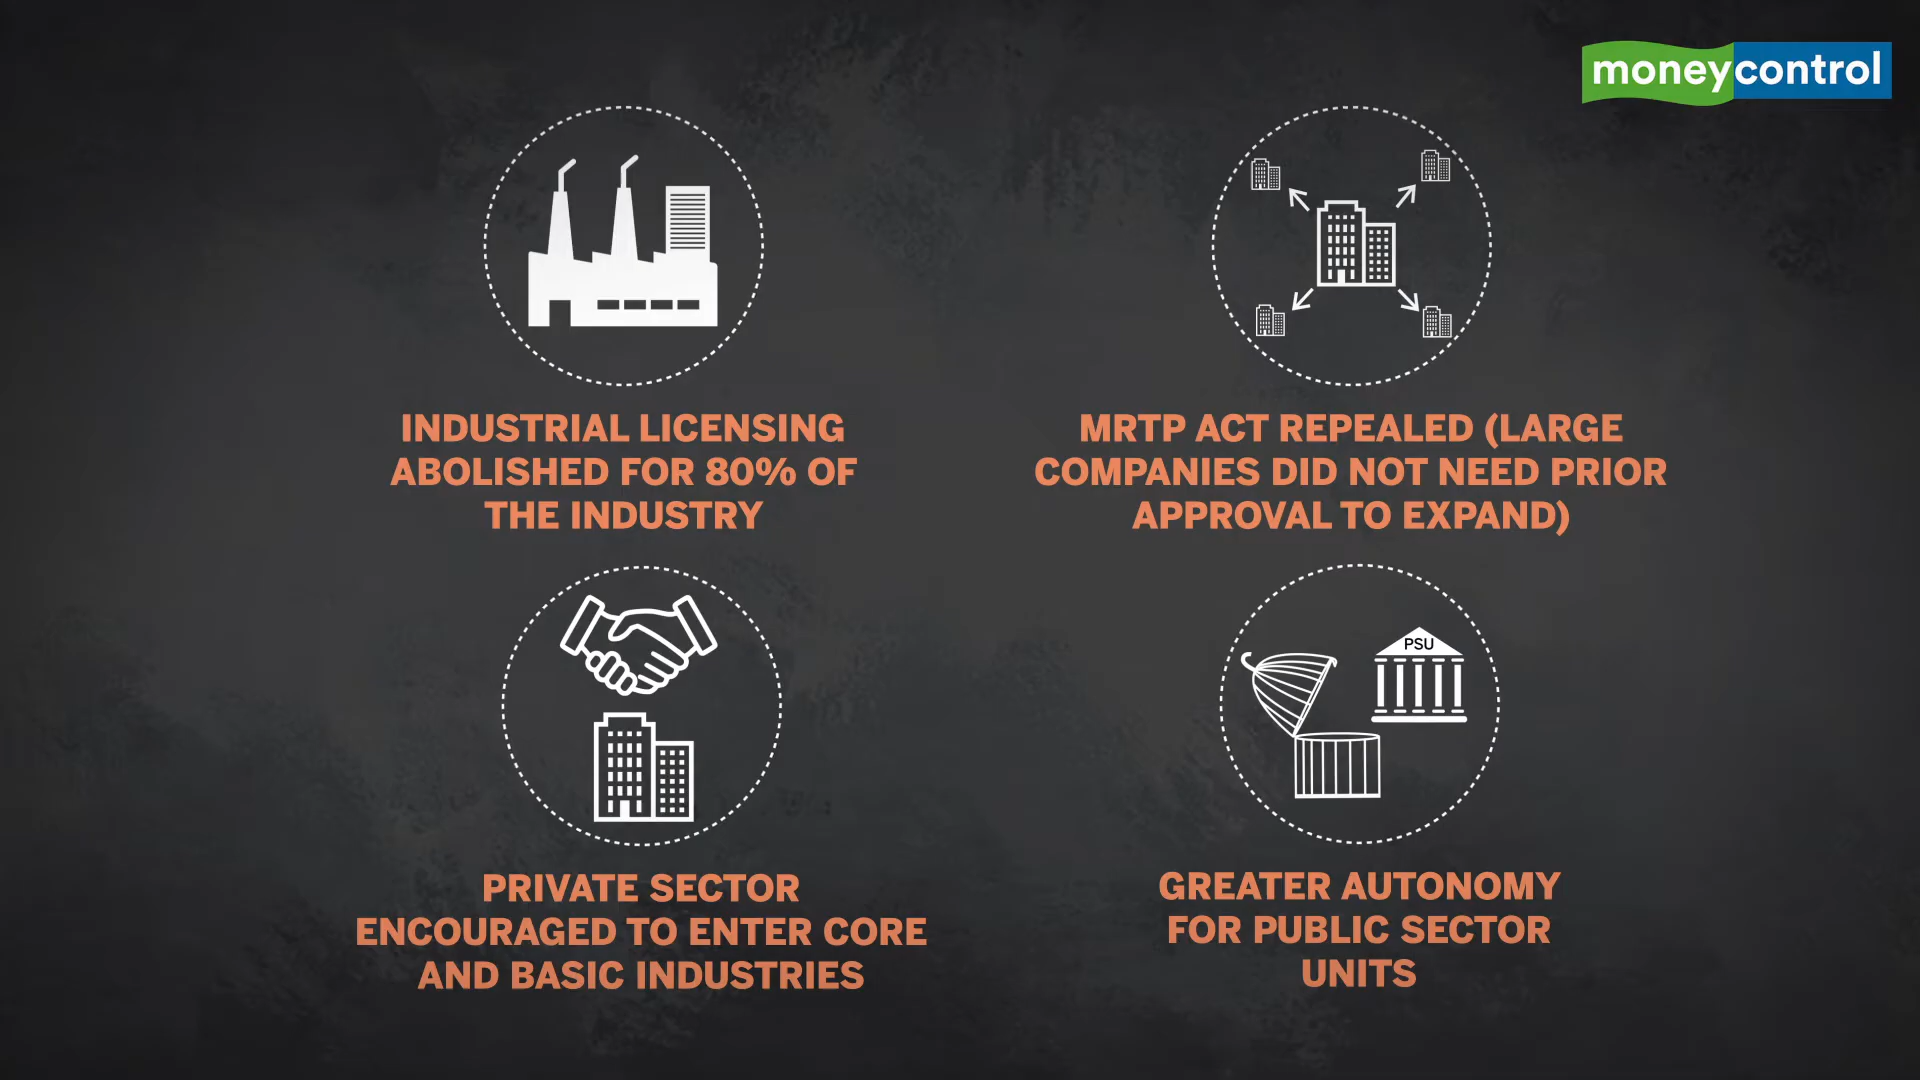 moneycontrol
INDUSTRIAL LICENSING
ABOLISHED FOR 80% OF
THE INDUSTRY
MRTP ACT REPEALED (LARGE
COMPANIES DID NOT NEED PRIOR
APPROVAL TO EXPAND)
PRIVATE SECTOR
ENCOURAGED TO ENTER CORE
AND BASIC INDUSTRIES
PSU
GREATER AUTONOMY
FOR PUBLIC SECTOR
UNITS